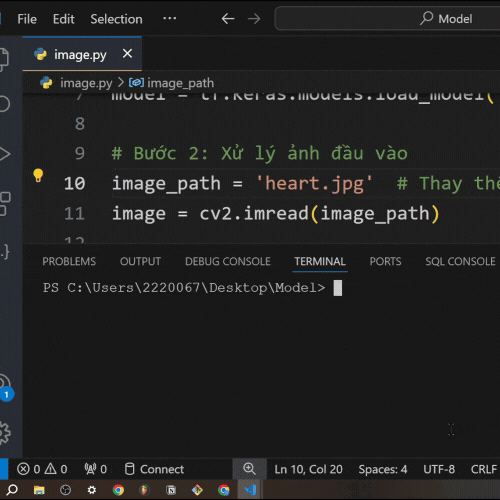 File Edit Selection ··· Model
image.py
image.py > image_path
7 model = tf.keras.models.load_model(
8
9 # Bước 2: Xử lý ảnh đầu vào
10 image_path = 'heart.jpg' # Thay thế
11 image = cv2.imread(image_path)
12
PROBLEMS OUTPUT DEBUG CONSOLE TERMINAL PORTS SQL CONSOLE
PS C:\Users\2220067\Desktop\Model>
1
0 0 0 Connect Ln 10, Col 20 Spaces: 4 UTF-8 CRLF